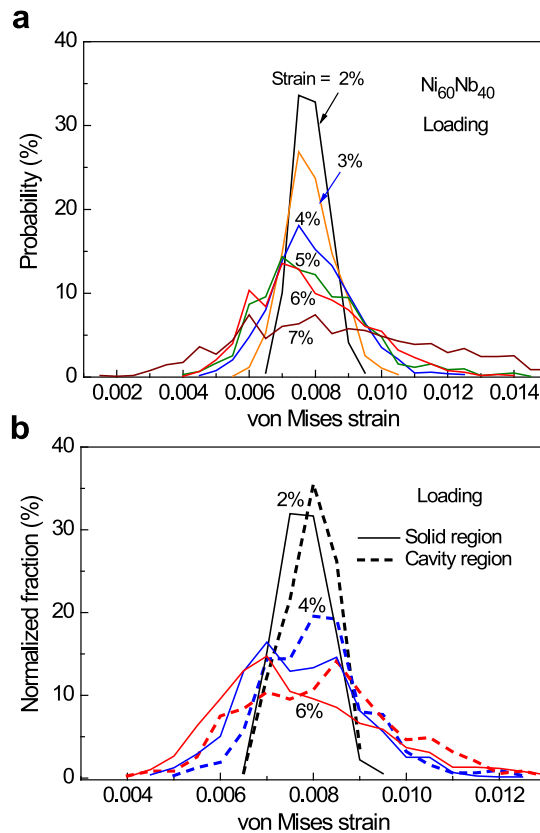 a
40
30
20
10
0
Probability (%)
Strain = 2%
Ni60Nb40
Loading
3%
4%
5%
6%
7%
0.002 0.004 0.006 0.008 0.010 0.012 0.014
von Mises strain
b
40
30
20
10
0
Normalized fraction (%)
Loading
2%
Solid region
Cavity region
4%
6%
0.004 0.006 0.008 0.010 0.012
von Mises strain